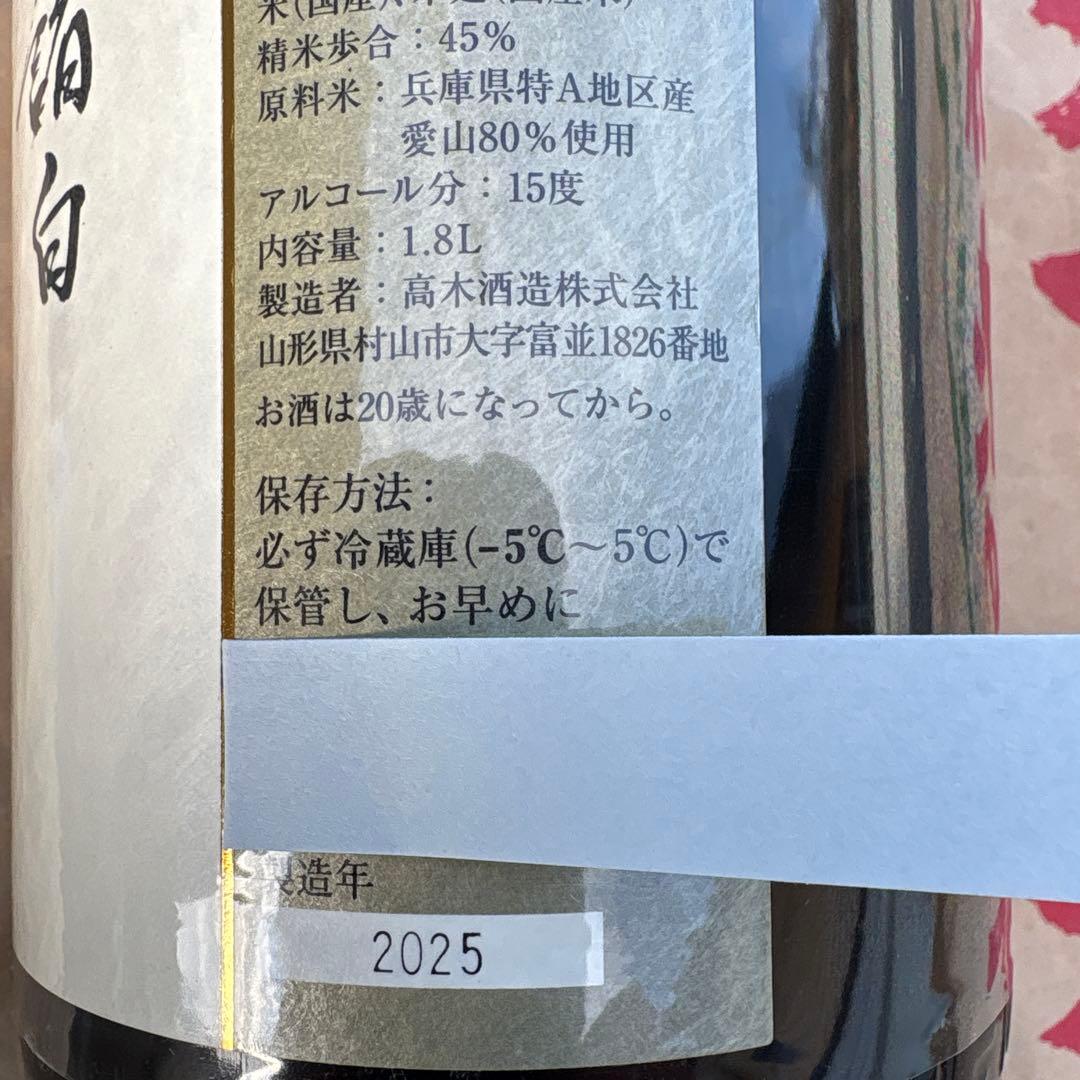 精米歩合：45％
原料米：兵庫県特A地区産
愛山80％使用
アルコール分：15度
内容量：1.8L
製造者：高木酒造株式会社
山形県村山市大字富並1826番地
お酒は20歳になってから。
保存方法：
必ず冷蔵庫(−5℃～5℃)で
保管し、お早めに
製造年
2025
白